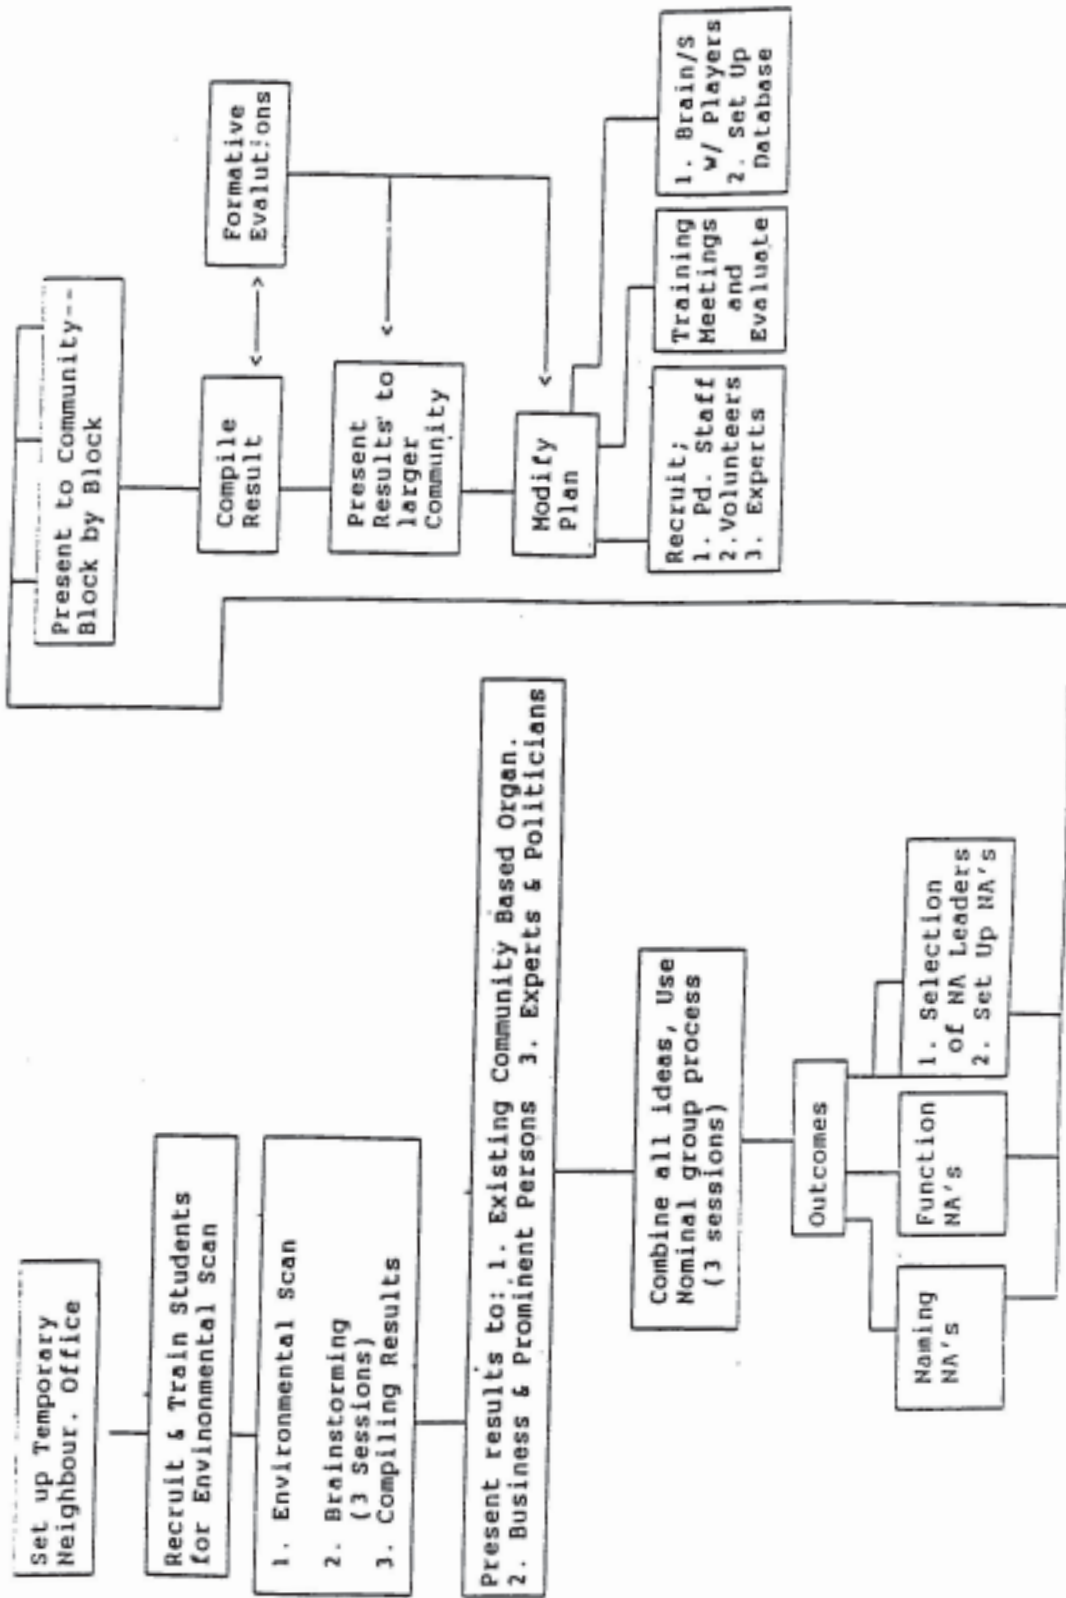 Set up Temporary
Neighbour. Office
Recruit & Train Students
for Envinonmental Scan
1. Environmental Scan
2. Brainstorming
(3 Sessions)
3. Compiling Results
Present results to: 1. Existing Community Based Organ.
2. Business & Prominent Persons 3. Experts & Politicians
Combine all ideas, Use
Nominal group process
(3 sessions)
Outcomes
Naming
NA's
Function
NA's
1. Selection
of NA Leaders
2. Set Up NA's
Present to Community--
Block by Block
Compile
Result
<---->
Formative
Evalutions
Present
Results' to
larger
Community
<----
Modify
Plan
<----
Recruit;
1. Pd. Staff
2.Volunteers
3. Experts
Training
Meetings
and
Evaluate
1. Brain/S
w/ Players
2. Set Up
Database